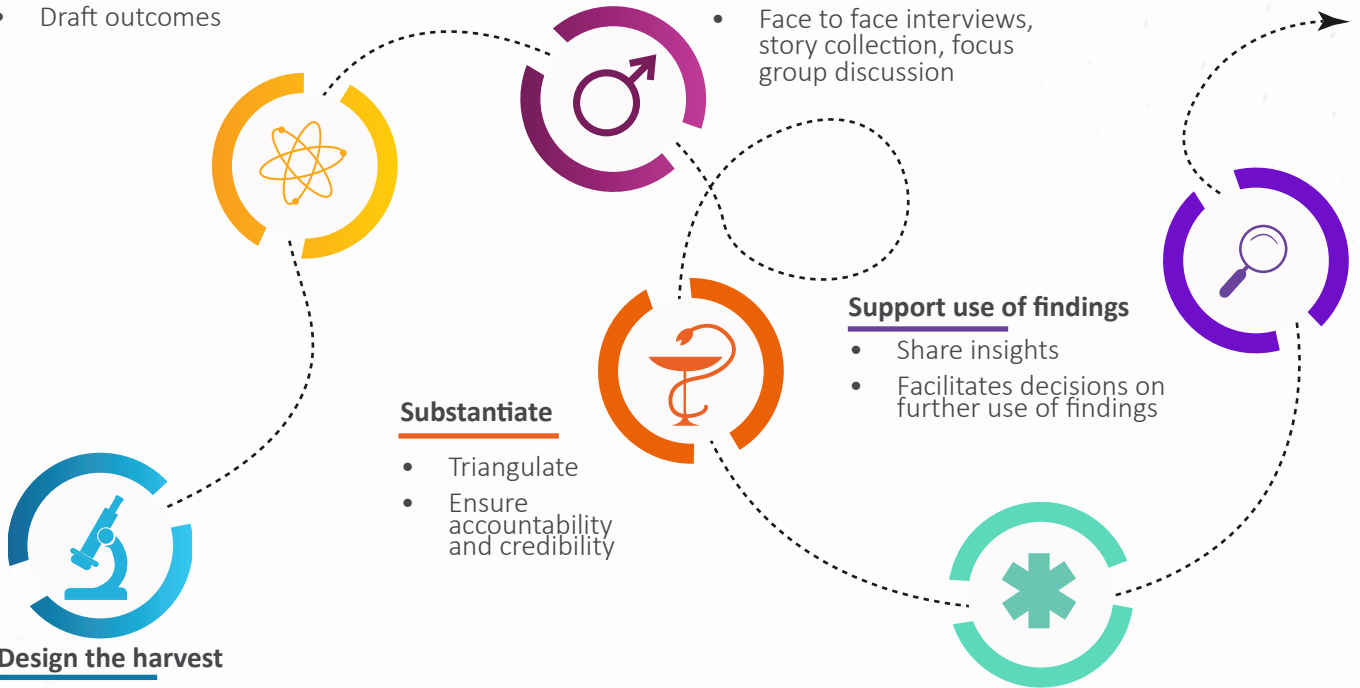 • Draft outcomes
• Face to face interviews,
story collection, focus
group discussion
Support use of findings
• Share insights
• Facilitates decisions on
further use of findings
Substantiate
• Triangulate
• Ensure
accountability
and credibility
Design the harvest